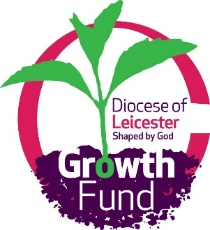 Diocese of
Leicester
Shaped by God
Growth
Fund